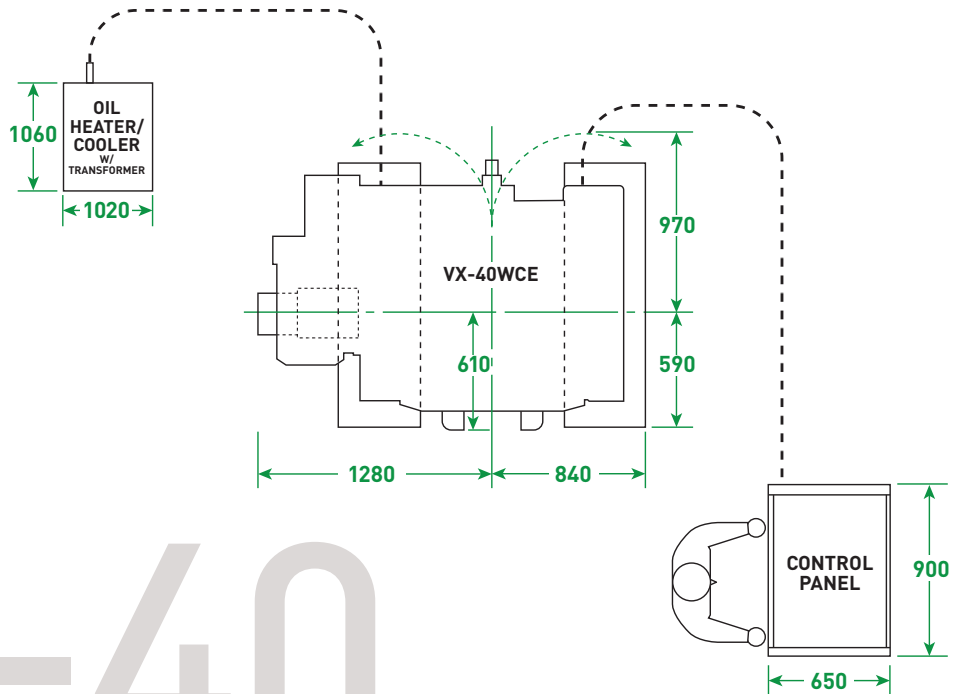 OIL
HEATER/
COOLER
W/
TRANSFORMER
1060
1020
970
VX-40WCE
610
590
1280
840
CONTROL
PANEL
900
650
-40